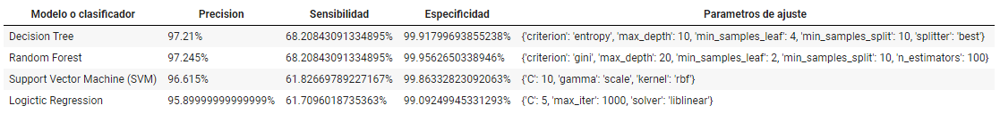 Modelo o clasificador Precision Sensibilidad Especificidad Parametros de ajuste
Decision Tree 97.21% 68.20843091334895% 99.91799693855238% {'criterion': 'entropy', 'max_depth': 10, 'min_samples_leaf': 4, 'min_samples_split': 10, 'splitter': 'best'}
Random Forest 97.245% 68.20843091334895% 99.9562650338946% {'criterion': 'gini', 'max_depth': 20, 'min_samples_leaf': 2, 'min_samples_split': 10, 'n_estimators': 100}
Support Vector Machine (SVM) 96.615% 61.82669789227167% 99.86332823092063% {'C': 10, 'gamma': 'scale', 'kernel': 'rbf'}
Logictic Regression 95.89999999999999% 61.7096018735363% 99.09249945331293% {'C': 5, 'max_iter': 1000, 'solver': 'liblinear'}